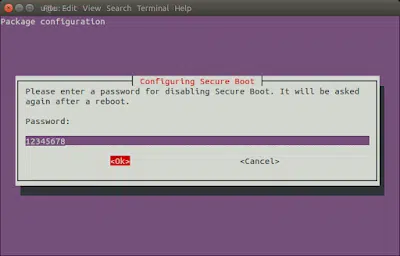 Edit View Search Terminal Help
Package configuration
Configuring Secure Boot
Please enter a password for disabling Secure Boot. It will be asked
again after a reboot.
Password:
12345678_
<Ok> <Cancel>